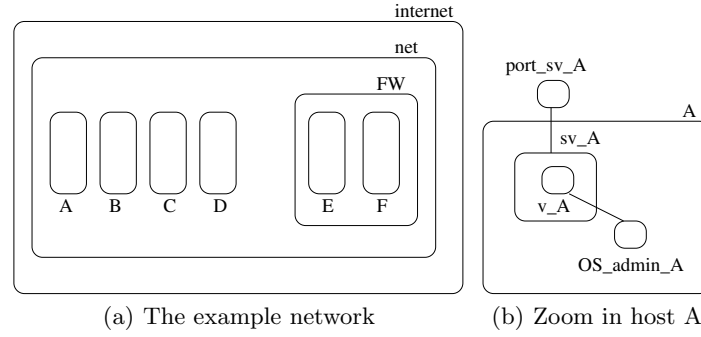 internet
net
FW
A
B
C
D
E
F
(a) The example network
port_sv_A
A
sv_A
v_A
OS_admin_A
(b) Zoom in host A